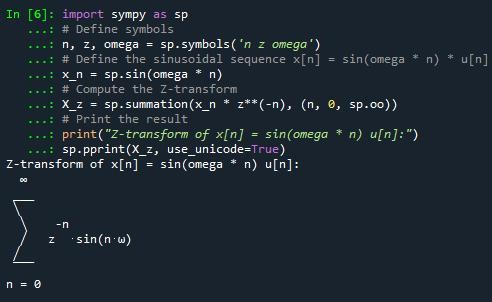 In [6]: import sympy as sp
...: # Define symbols
...: n, z, omega = sp.symbols('n z omega')
...: # Define the sinusoidal sequence x[n] = sin(omega * n) * u[n]
...: x_n = sp.sin(omega * n)
...: # Compute the Z-transform
...: X_z = sp.summation(x_n * z**(-n), (n, 0, sp.oo))
...: # Print the result
...: print("Z-transform of x[n] = sin(omega * n) u[n]:")
...: sp.pprint(X_z, use_unicode=True)
Z-transform of x[n] = sin(omega * n) u[n]:
∞
-n
z ⋅sin(n⋅ω)
n = 0